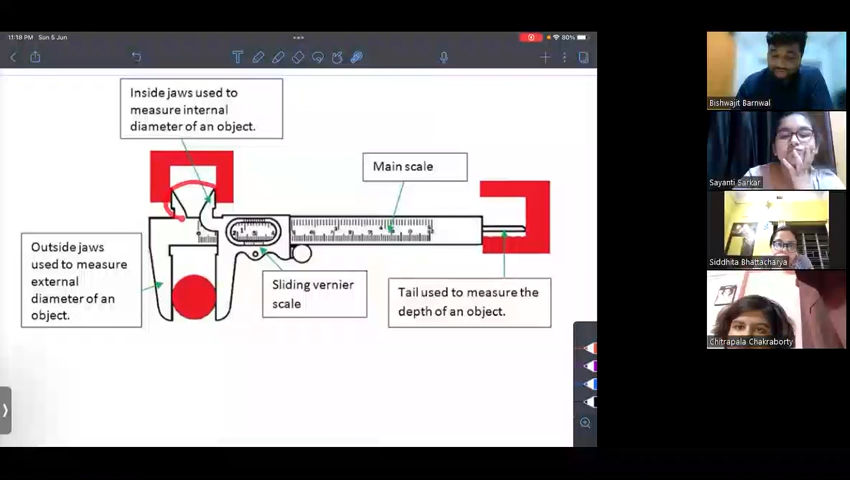 11:18 PM Sun 5 Jun
80%
Inside jaws used to
measure internal
diameter of an object.
Main scale
Outside jaws
used to measure
external
diameter of an
object.
Sliding vernier
scale
Tail used to measure the
depth of an object.
Bishwajit Barnwal
Sayanti Sarkar
Siddhita Bhattacharya
Chitrapala Chakraborty